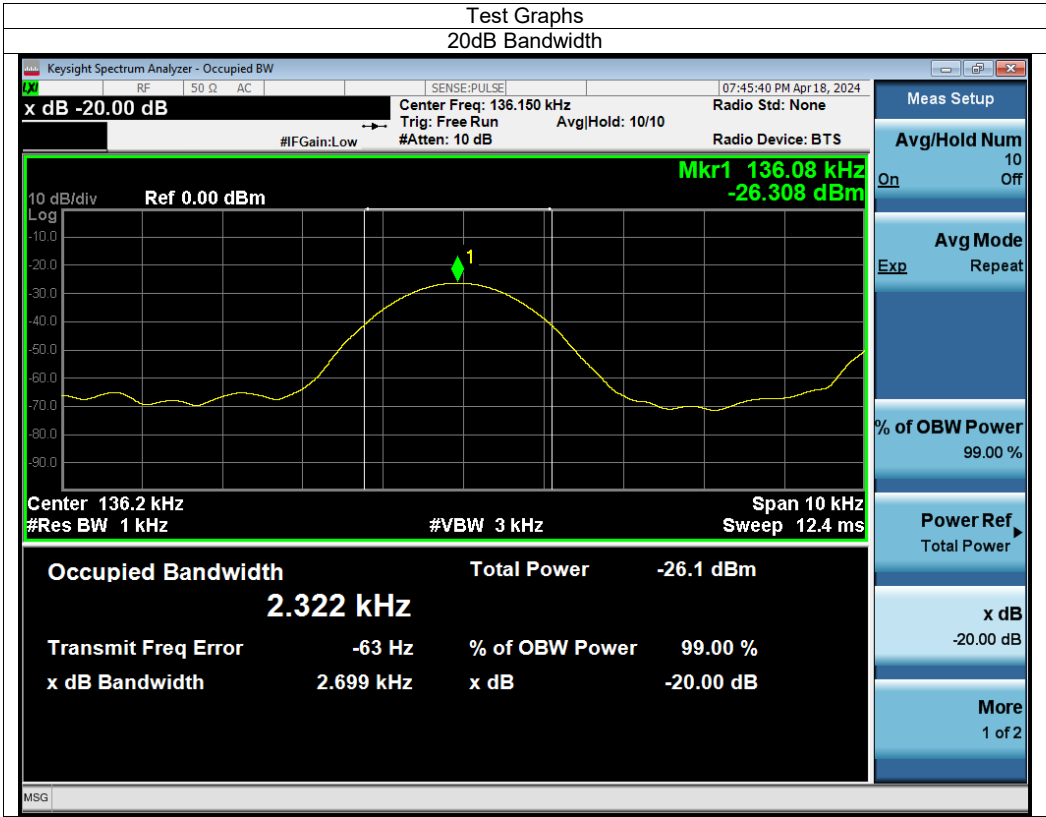 Test Graphs
20dB Bandwidth
Keysight Spectrum Analyzer - Occupied BW
LXI RF 50 Ω AC SENSE:PULSE 07:45:40 PM Apr 18, 2024
x dB -20.00 dB
Center Freq: 136.150 kHz Radio Std: None
Trig: Free Run Avg|Hold: 10/10
#IFGain:Low #Atten: 10 dB Radio Device: BTS
Mkr1 136.08 kHz
-26.308 dBm
10 dB/div Ref 0.00 dBm
Log
-10.0
-20.0
-30.0
-40.0
-50.0
-60.0
-70.0
-80.0
-90.0
1
Center 136.2 kHz Span 10 kHz
#Res BW 1 kHz #VBW 3 kHz Sweep 12.4 ms
Occupied Bandwidth Total Power -26.1 dBm
2.322 kHz
Transmit Freq Error -63 Hz % of OBW Power 99.00 %
x dB Bandwidth 2.699 kHz x dB -20.00 dB
MSG
Meas Setup
Avg/Hold Num
10
On Off
Avg Mode
Exp Repeat
% of OBW Power
99.00 %
Power Ref
Total Power
x dB
-20.00 dB
More
1 of 2